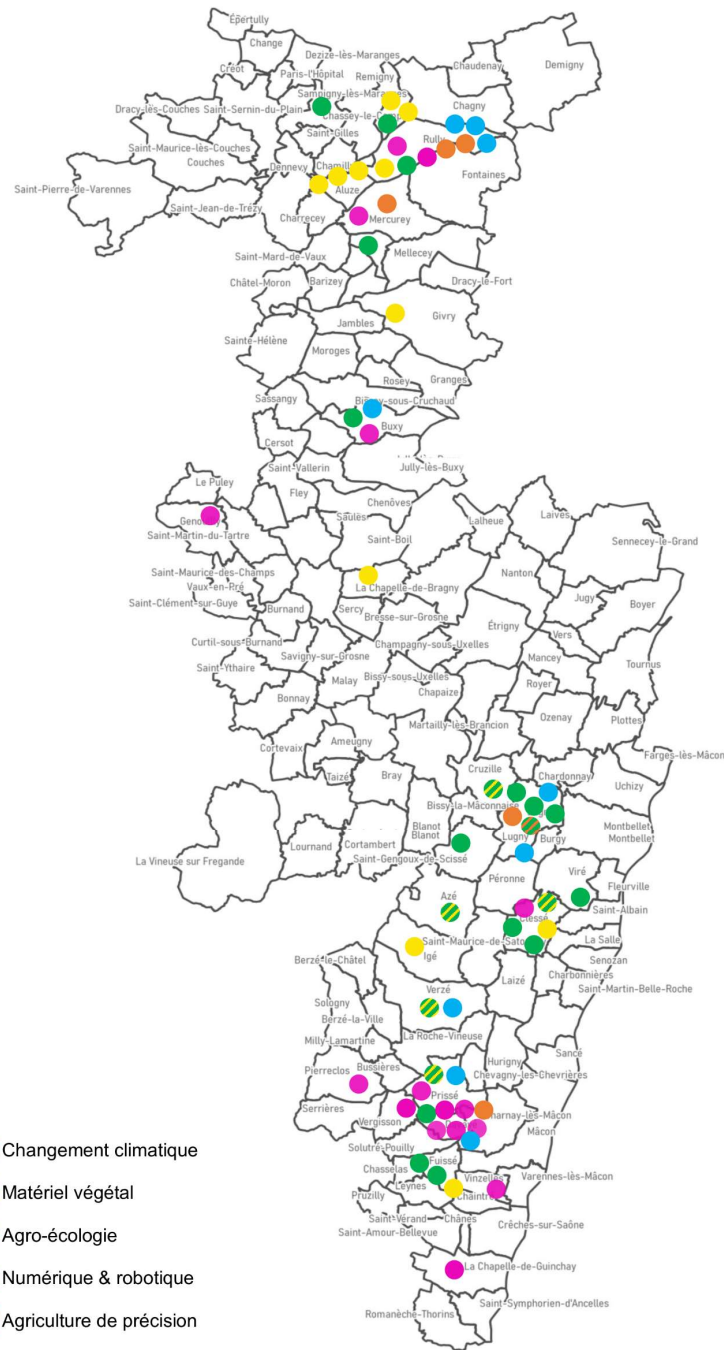 Épertully
Change
Créot
Dezize-lès-Maranges
Paris-l'Hôpital
Remigny
Chaudenay
Demigny
Sampigny-lès-Maranges
Chagny
Dracy-lès-Couches
Saint-Sernin-du-Plain
Saint-Gilles
Rully
Saint-Maurice-lès-Couches
Couches
Dennevy
Aluze
Fontaines
Saint-Pierre-de-Varennes
Saint-Jean-de-Trézy
Charrecey
Mercurey
Saint-Mard-de-Vaux
Mellecey
Châtel-Moron
Barizey
Dracy-le-Fort
Jambles
Givry
Sainte-Hélène
Moroges
Rosey
Granges
Sassangy
Buxy
Cersot
Saint-Vallerin
Jully-lès-Buxy
Le Puley
Fley
Chenôves
Saules
Lalheue
Laives
Saint-Martin-du-Tartre
Saint-Boil
Sennecey-le-Grand
Saint-Maurice-des-Champs
Vaux-en-Pré
La Chapelle-de-Bragny
Nanton
Jugy
Boyer
Saint-Clément-sur-Guye
Burnand
Sercy
Bresse-sur-Grosne
Étrigny
Vers
Curtil-sous-Burnand
Champagny-sous-Uxelles
Mancey
Savigny-sur-Grosne
Saint-Ythaire
Malay
Bissy-sous-Uxelles
Chapaize
Royer
Tournus
Bonnay
Martailly-lès-Brancion
Ozenay
Plottes
Cortevaix
Ameugny
Farges-lès-Mâcon
Taizé
Bray
Cruzille
Chardonnay
Uchizy
Bissy-la-Mâconnaise
Blanot
Blanot
Lugny
Burgy
Montbellet
Montbellet
La Vineuse sur Fregande
Lournand
Cortambert
Saint-Gengoux-de-Scissé
Péronne
Viré
Fleurville
Azé
Saint-Albain
Clessé
Igé
La Salle
Senozan
Berzé-le-Châtel
Laizé
Charbonnières
Saint-Martin-Belle-Roche
Sologny
Verzé
Berzé-la-Ville
Milly-Lamartine
La Roche-Vineuse
Hurigny
Sancé
Pierreclos
Bussières
Chevagny-les-Chevrières
Prissé
Serrières
Vergisson
Charnay-lès-Mâcon
Mâcon
Changement climatique
Solutré-Pouilly
Fuissé
Chasselas
Vinzelles
Varennes-lès-Mâcon
Matériel végétal
Leynes
Pruzilly
Chaintré
Saint-Vérand
Chânes
Crêches-sur-Saône
Agro-écologie
Saint-Amour-Bellevue
La Chapelle-de-Guinchay
Numérique & robotique
Saint-Symphorien-d'Ancelles
Romanèche-Thorins
Agriculture de précision